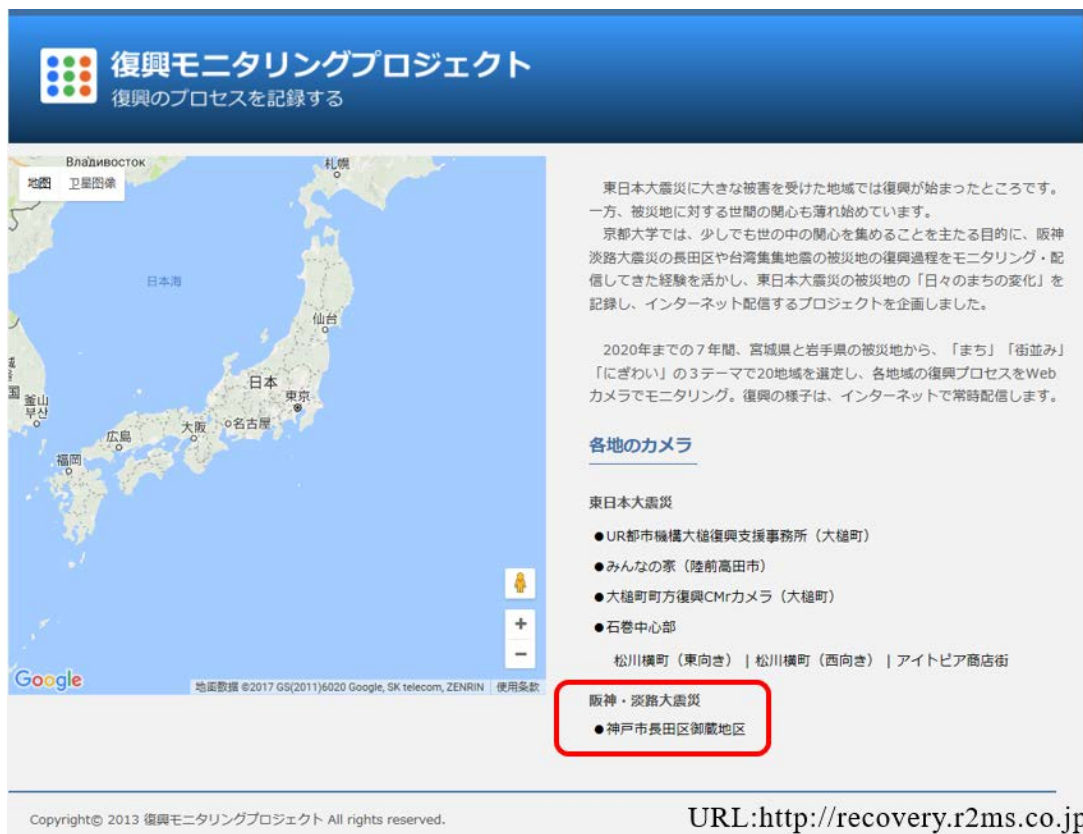 復興モニタリングプロジェクト
復興のプロセスを記録する
Владивосток
札幌
地图 卫星图像
日本海
仙台
日本
東京
名古屋
大阪
広島
福岡
釜山
부산
国
Google
地图数据 ©2017 GS(2011)6020 Google, SK telecom, ZENRIN 使用条款
東日本大震災に大きな被害を受けた地域では復興が始まったところです。
一方、被災地に対する世間の関心も薄れ始めています。
京都大学では、少しでも世の中の関心を集めることを主たる目的に、阪神
淡路大震災の長田区や台湾集集地震の被災地の復興過程をモニタリング・配
信してきた経験を活かし、東日本大震災の被災地の「日々のまちの変化」を
記録し、インターネット配信するプロジェクトを企画しました。
2020年までの7年間、宮城県と岩手県の被災地から、「まち」「街並み」
「にぎわい」の3テーマで20地域を選定し、各地域の復興プロセスをWeb
カメラでモニタリング。復興の様子は、インターネットで常時配信します。
各地のカメラ
東日本大震災
●UR都市機構大槌復興支援事務所（大槌町）
●みんなの家（陸前高田市）
●大槌町町方復興CMrカメラ（大槌町）
●石巻中心部
松川横町（東向き） | 松川横町（西向き） | アイトピア商店街
阪神・淡路大震災
●神戸市長田区御蔵地区
Copyright© 2013 復興モニタリングプロジェクト All rights reserved.
URL:http://recovery.r2ms.co.jp